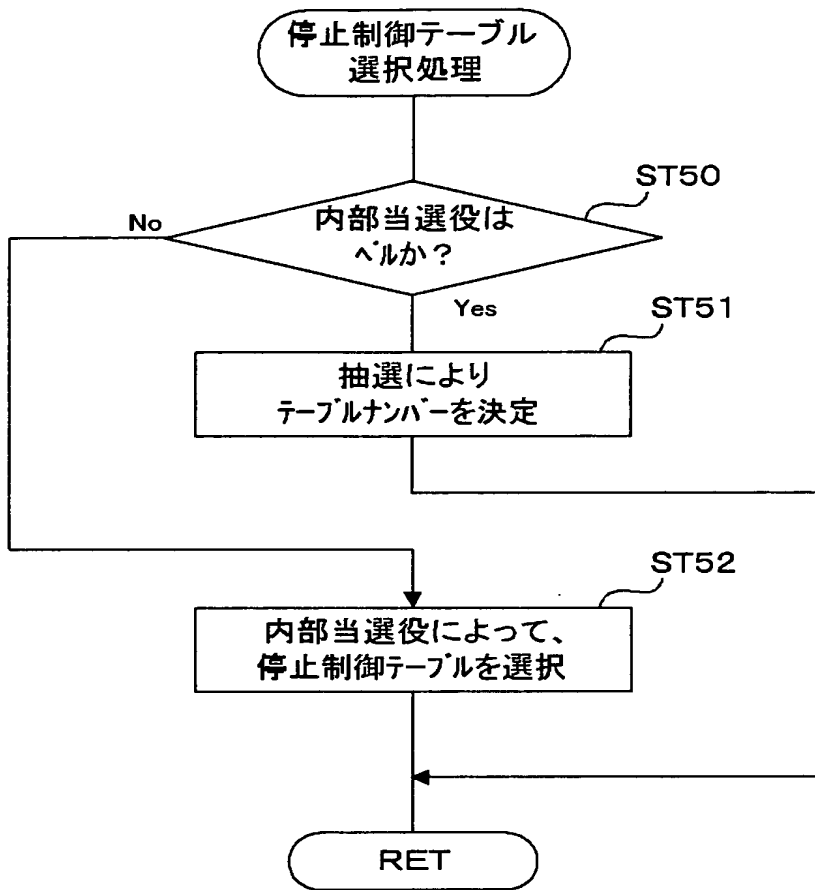 停止制御テーブル
選択処理
ST50
No
内部当選役は
ベルか？
Yes
ST51
抽選により
テーブルナンバーを決定
ST52
内部当選役によって、
停止制御テーブルを選択
RET